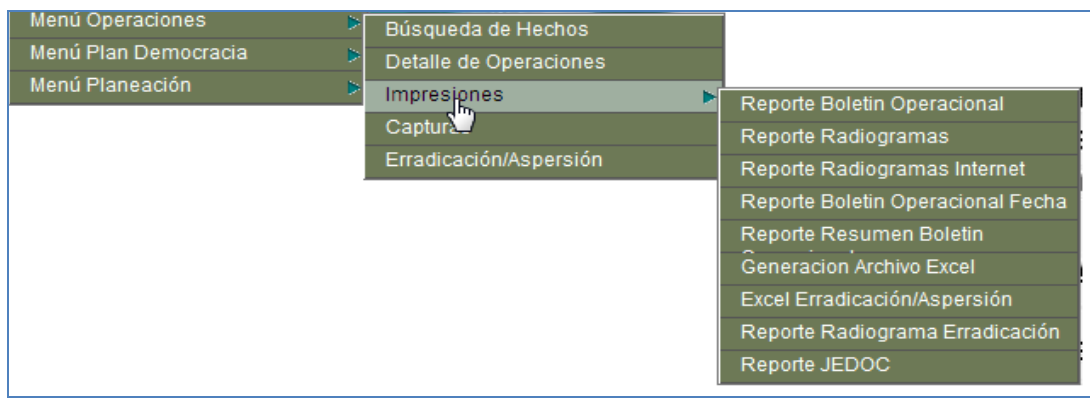 Menú Operaciones
Menú Plan Democracia
Menú Planeación
Búsqueda de Hechos
Detalle de Operaciones
Impresiones
Capturas
Erradicación/Aspersión
Reporte Boletin Operacional
Reporte Radiogramas
Reporte Radiogramas Internet
Reporte Boletin Operacional Fecha
Reporte Resumen Boletin
Generacion Archivo Excel
Excel Erradicación/Aspersión
Reporte Radiograma Erradicación
Reporte JEDOC